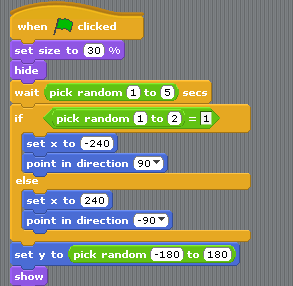 when clicked
set size to 30 %
hide
wait pick random 1 to 5 secs
if pick random 1 to 2 = 1
set x to -240
point in direction 90
else
set x to 240
point in direction -90
set y to pick random -180 to 180
show